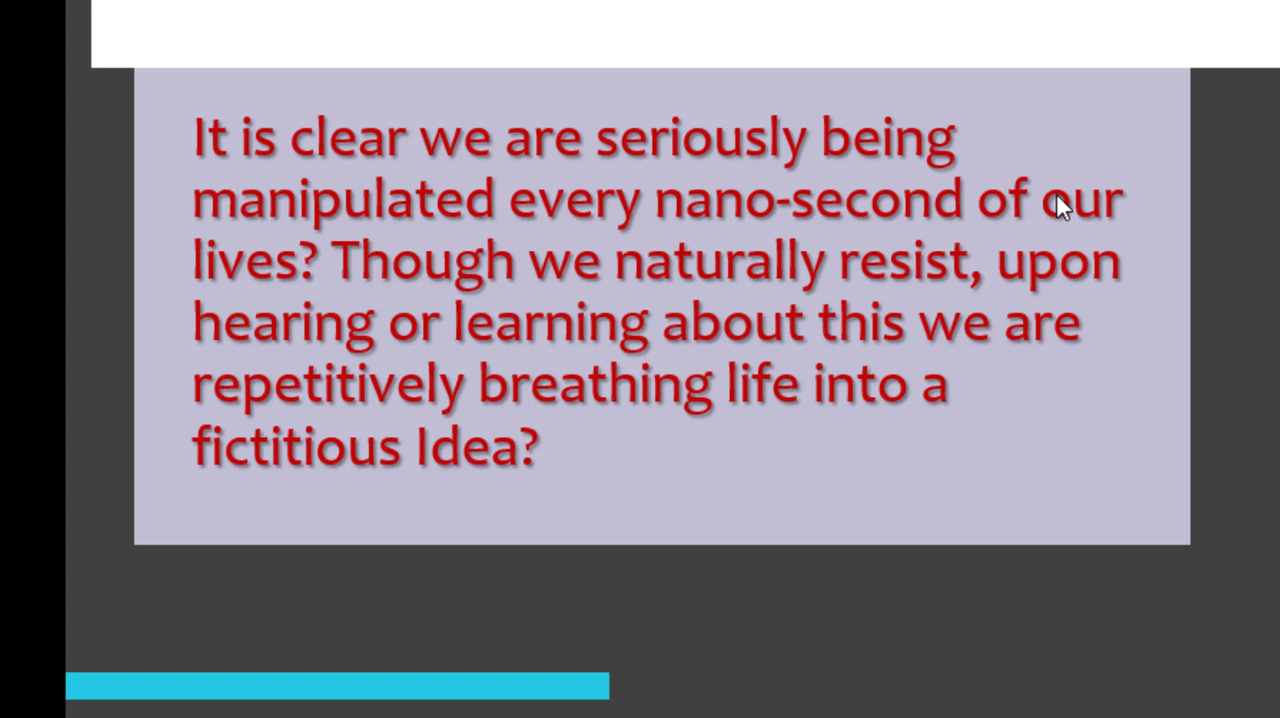 It is clear we are seriously being
manipulated every nano-second of our
lives? Though we naturally resist, upon
hearing or learning about this we are
repetitively breathing life into a
fictitious Idea?